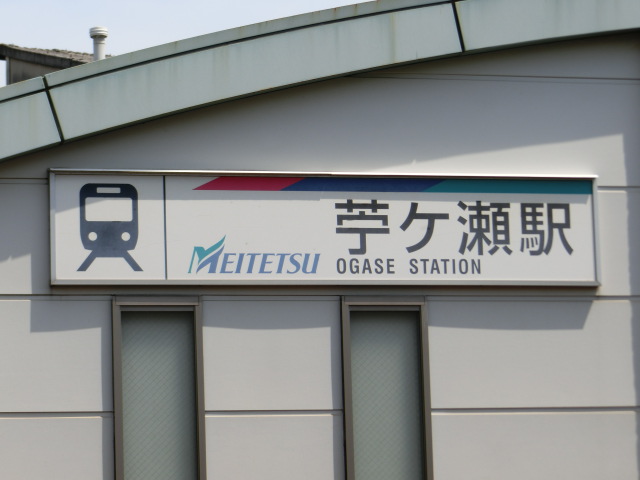 苧ケ瀬駅
MEITETSU
OGASE STATION